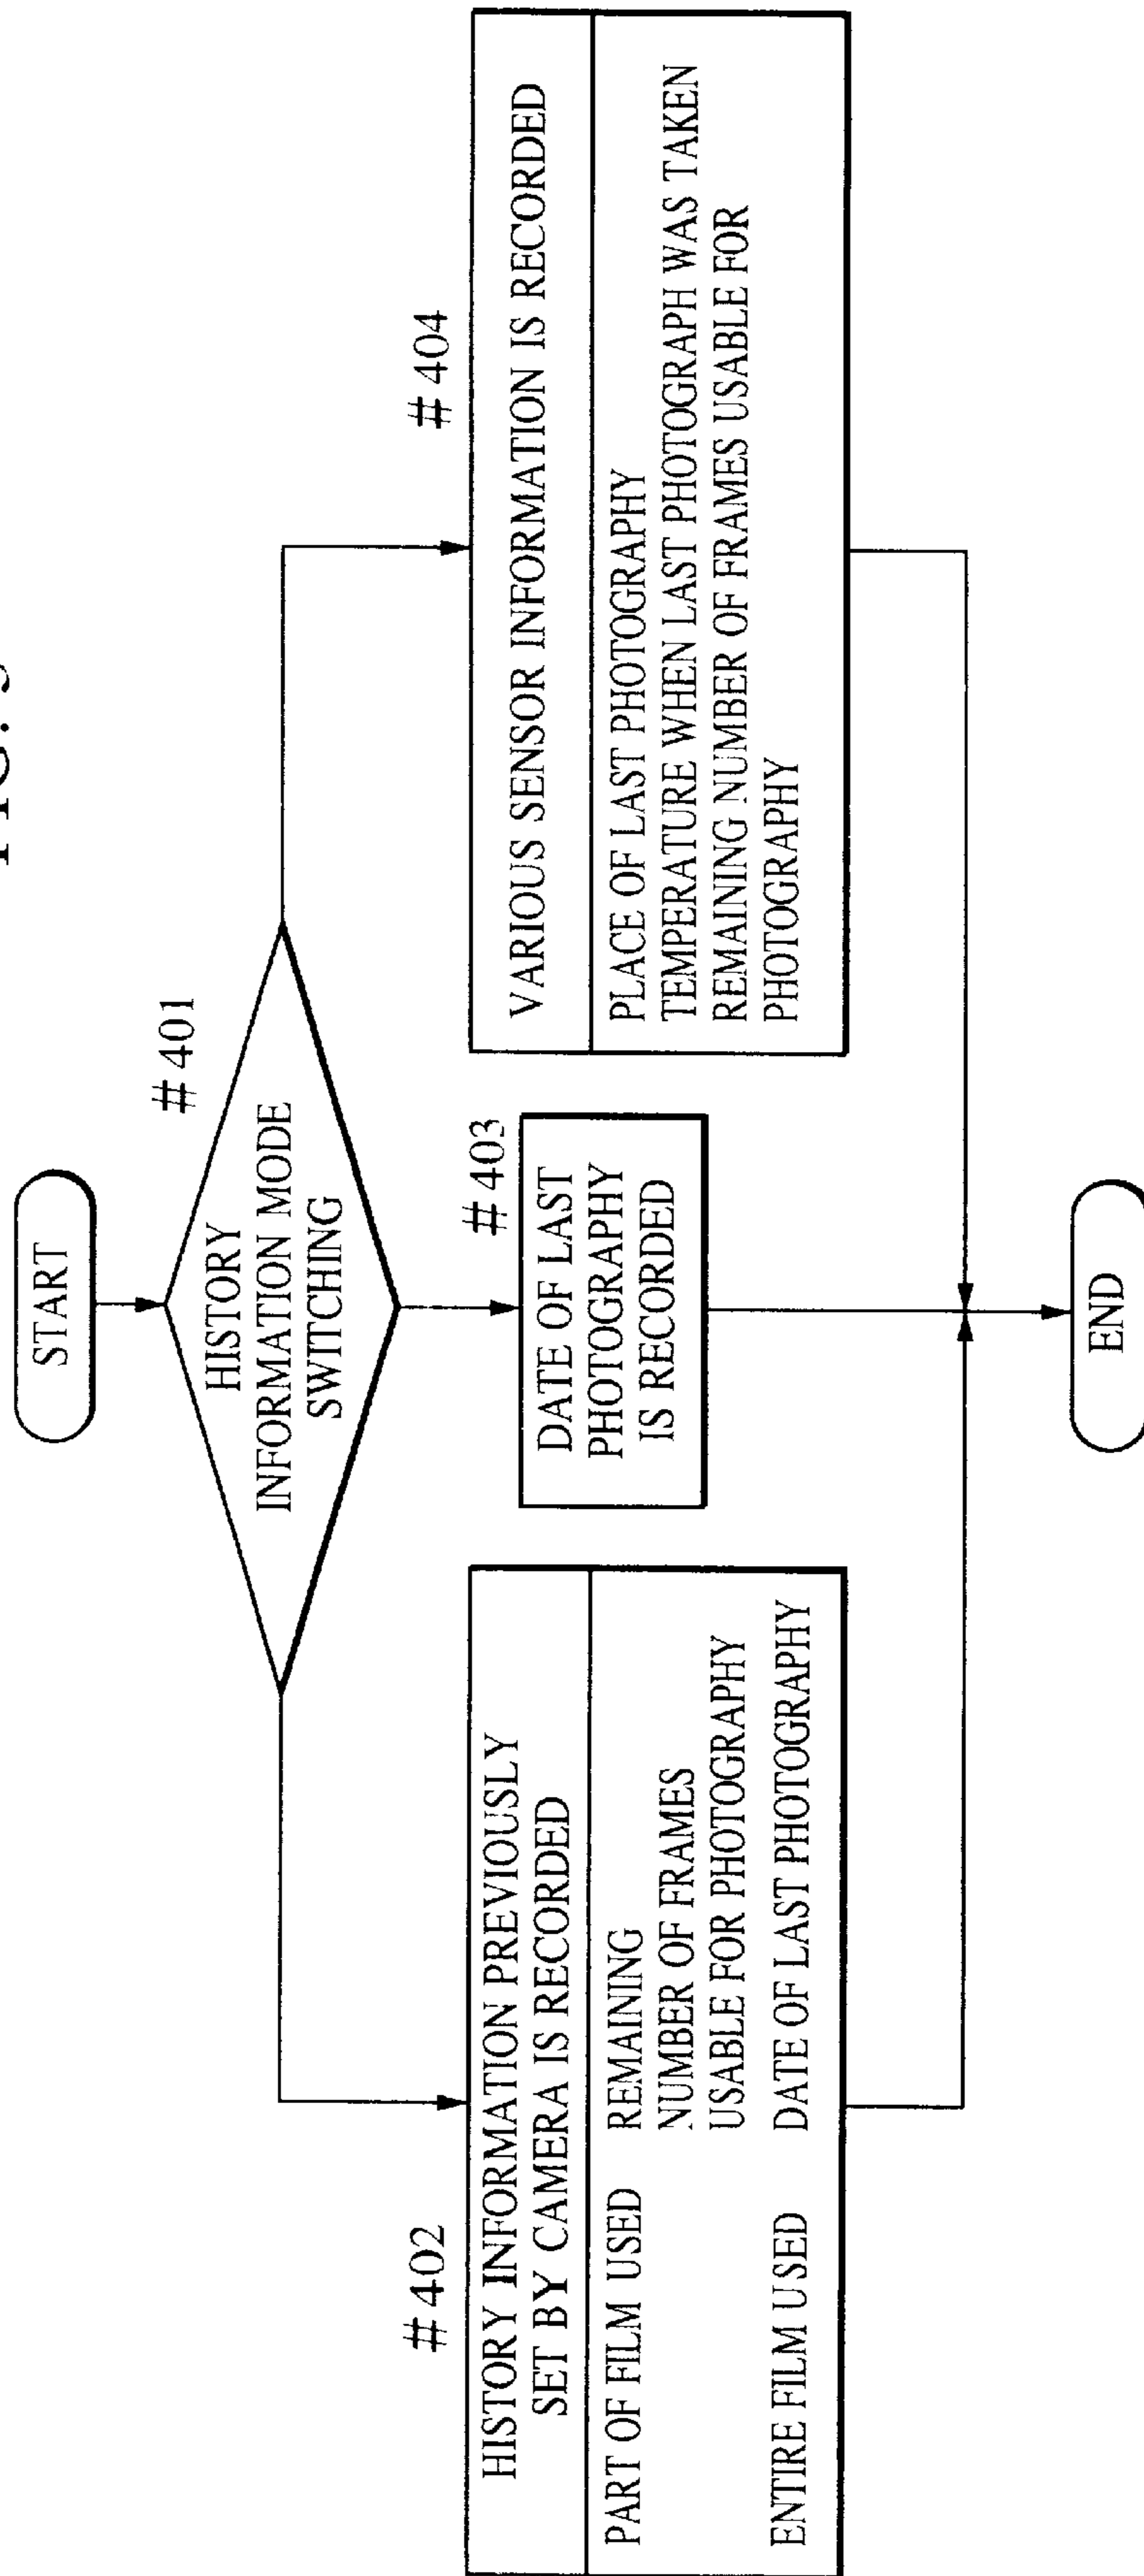 START
#401
HISTORY
INFORMATION MODE
SWITCHING
#402
HISTORY INFORMATION PREVIOUSLY
SET BY CAMERA IS RECORDED
PART OF FILM USED REMAINING
NUMBER OF FRAMES
USABLE FOR PHOTOGRAPHY
ENTIRE FILM USED DATE OF LAST PHOTOGRAPHY
#403
DATE OF LAST
PHOTOGRAPHY
IS RECORDED
#404
VARIOUS SENSOR INFORMATION IS RECORDED
PLACE OF LAST PHOTOGRAPHY
TEMPERATURE WHEN LAST PHOTOGRAPH WAS TAKEN
REMAINING NUMBER OF FRAMES USABLE FOR
PHOTOGRAPHY
END